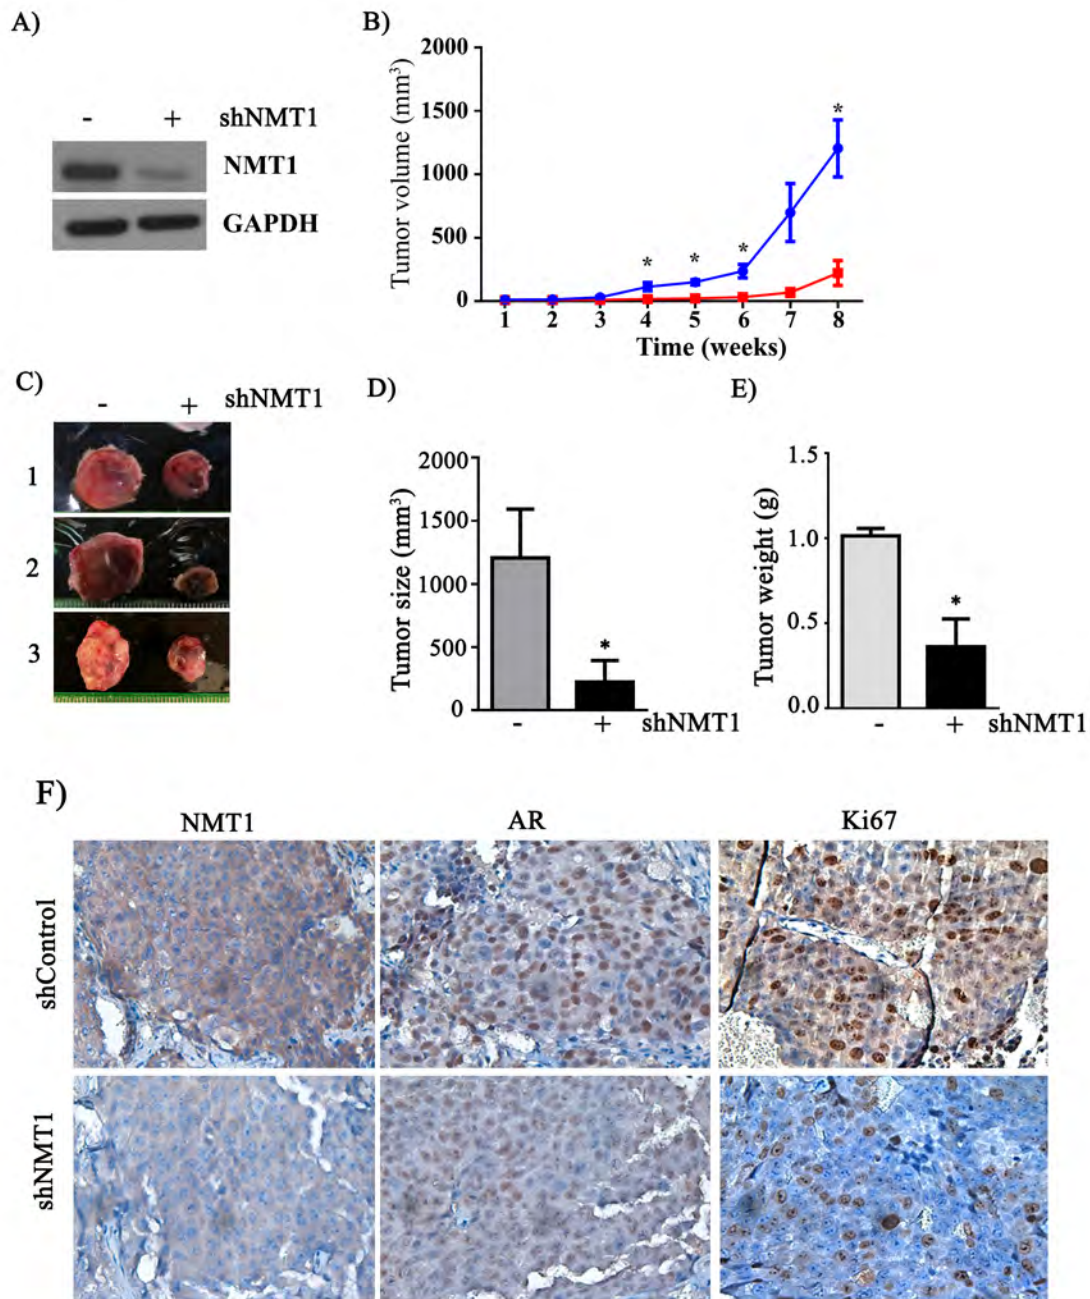 A)
- + shNMT1
NMT1
GAPDH
B)
Tumor volume (mm³)
2000
1500
1000
500
0
* * * *
1 2 3 4 5 6 7 8
Time (weeks)
C)
- + shNMT1
1
2
3
D)
Tumor size (mm³)
2000
1500
1000
500
0
*
- + shNMT1
E)
Tumor weight (g)
1.5
1.0
0.5
0.0
*
- + shNMT1
F)
NMT1 AR Ki67
shControl
shNMT1